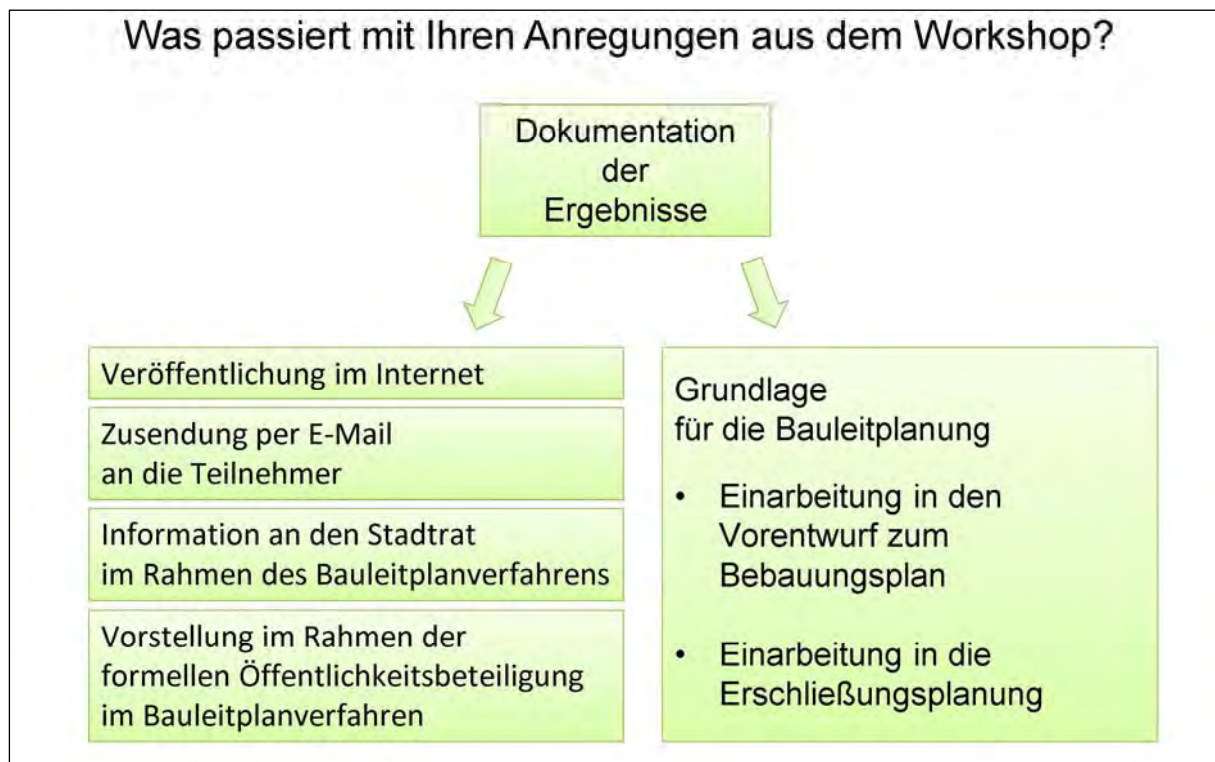 Was passiert mit Ihren Anregungen aus dem Workshop?
Dokumentation
der
Ergebnisse
Veröffentlichung im Internet
Zusendung per E-Mail
an die Teilnehmer
Information an den Stadtrat
im Rahmen des Bauleitplanverfahrens
Vorstellung im Rahmen der
formellen Öffentlichkeitsbeteiligung
im Bauleitplanverfahren
Grundlage
für die Bauleitplanung
• Einarbeitung in den
Vorentwurf zum
Bebauungsplan
• Einarbeitung in die
Erschließungsplanung